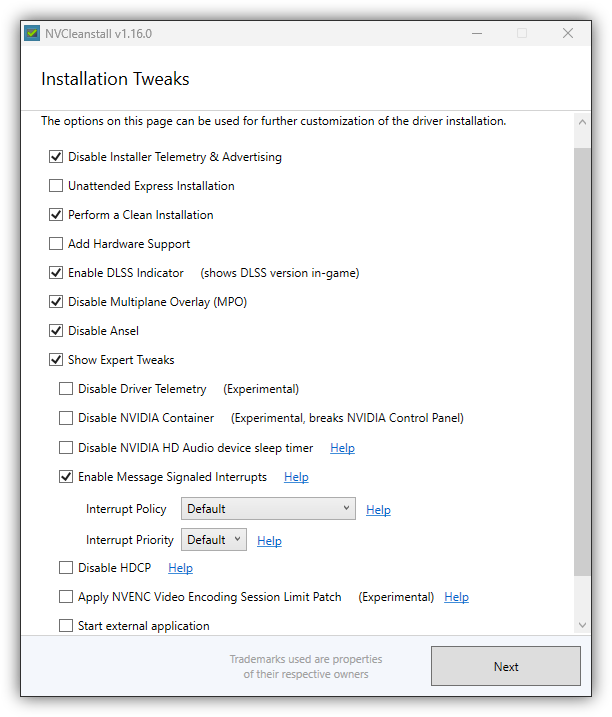 NVCleanstall v1.16.0
Installation Tweaks
The options on this page can be used for further customization of the driver installation.
Disable Installer Telemetry & Advertising
Unattended Express Installation
Perform a Clean Installation
Add Hardware Support
Enable DLSS Indicator (shows DLSS version in-game)
Disable Multiplane Overlay (MPO)
Disable Ansel
Show Expert Tweaks
Disable Driver Telemetry (Experimental)
Disable NVIDIA Container (Experimental, breaks NVIDIA Control Panel)
Disable NVIDIA HD Audio device sleep timer Help
Enable Message Signaled Interrupts Help
Interrupt Policy Default Help
Interrupt Priority Default Help
Disable HDCP Help
Apply NVENC Video Encoding Session Limit Patch (Experimental) Help
Start external application
Trademarks used are properties
of their respective owners
Next